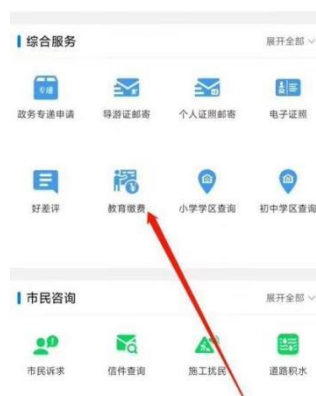 综合服务
展开全部
专递
政务专递申请
导游证邮寄
个人证照邮寄
电子证照
好差评
教育缴费
小学学区查询
初中学区查询
市民咨询
展开全部
市民诉求
信件查询
施工扰民
道路积水